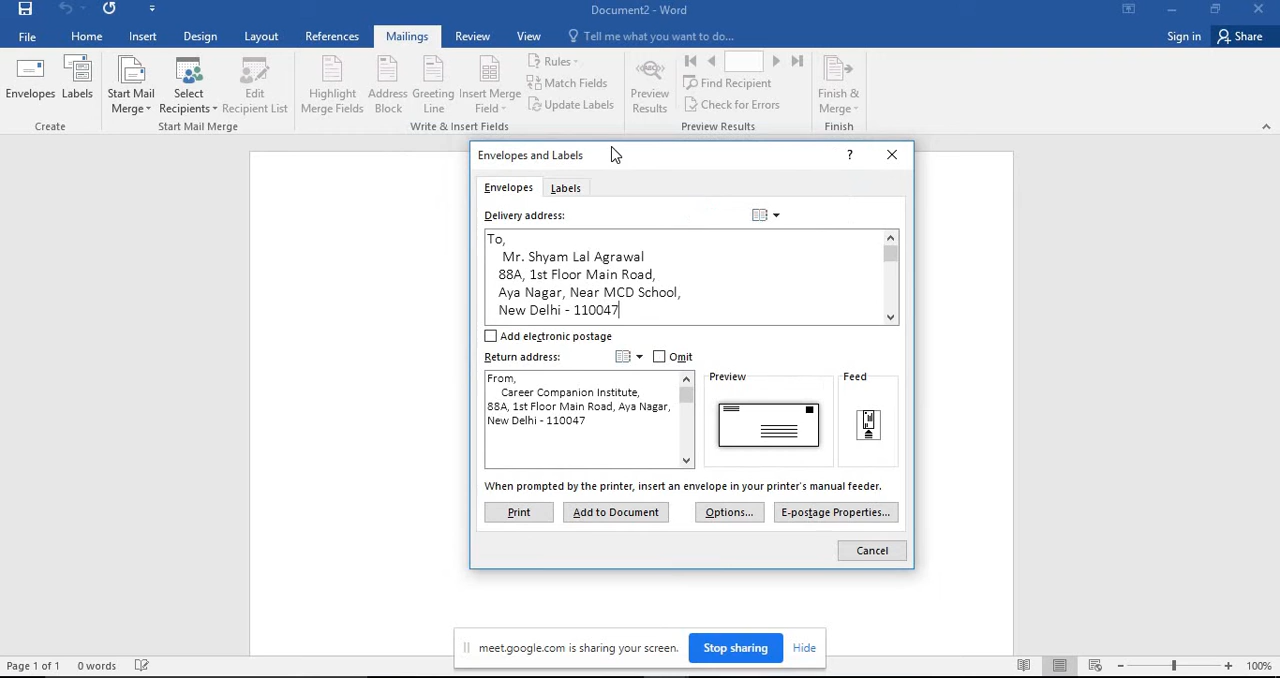 Document2 - Word
Sign in
Share
File
Home
Insert
Design
Layout
References
Mailings
Review
View
Tell me what you want to do...
Envelopes
Labels
Create
Start Mail
Merge
Select
Recipients
Edit
Recipient List
Start Mail Merge
Highlight
Merge Fields
Address
Block
Greeting
Line
Insert Merge
Field
Rules
Match Fields
Update Labels
Write & Insert Fields
Preview
Results
Find Recipient
Check for Errors
Preview Results
Finish &
Merge
Finish
Envelopes and Labels
?
Envelopes
Labels
Delivery address:
To,
Mr. Shyam Lal Agrawal
88A, 1st Floor Main Road,
Aya Nagar, Near MCD School,
New Delhi - 110047
Add electronic postage
Return address:
Omit
From,
Career Companion Institute,
88A, 1st Floor Main Road, Aya Nagar,
New Delhi - 110047
Preview
Feed
When prompted by the printer, insert an envelope in your printer's manual feeder.
Print
Add to Document
Options...
E-postage Properties...
Cancel
meet.google.com is sharing your screen.
Stop sharing
Hide
Page 1 of 1
0 words
100%